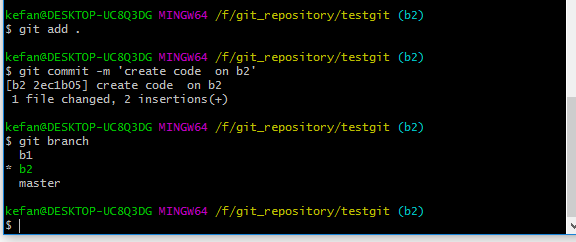 kefan@DESKTOP-UC8Q3DG MINGW64 /f/git_repository/testgit (b2)
$ git add .
kefan@DESKTOP-UC8Q3DG MINGW64 /f/git_repository/testgit (b2)
$ git commit -m 'create code  on b2'
[b2 2ec1b05] create code  on b2
 1 file changed, 2 insertions(+)
kefan@DESKTOP-UC8Q3DG MINGW64 /f/git_repository/testgit (b2)
$ git branch
  b1
* b2
  master
kefan@DESKTOP-UC8Q3DG MINGW64 /f/git_repository/testgit (b2)
$